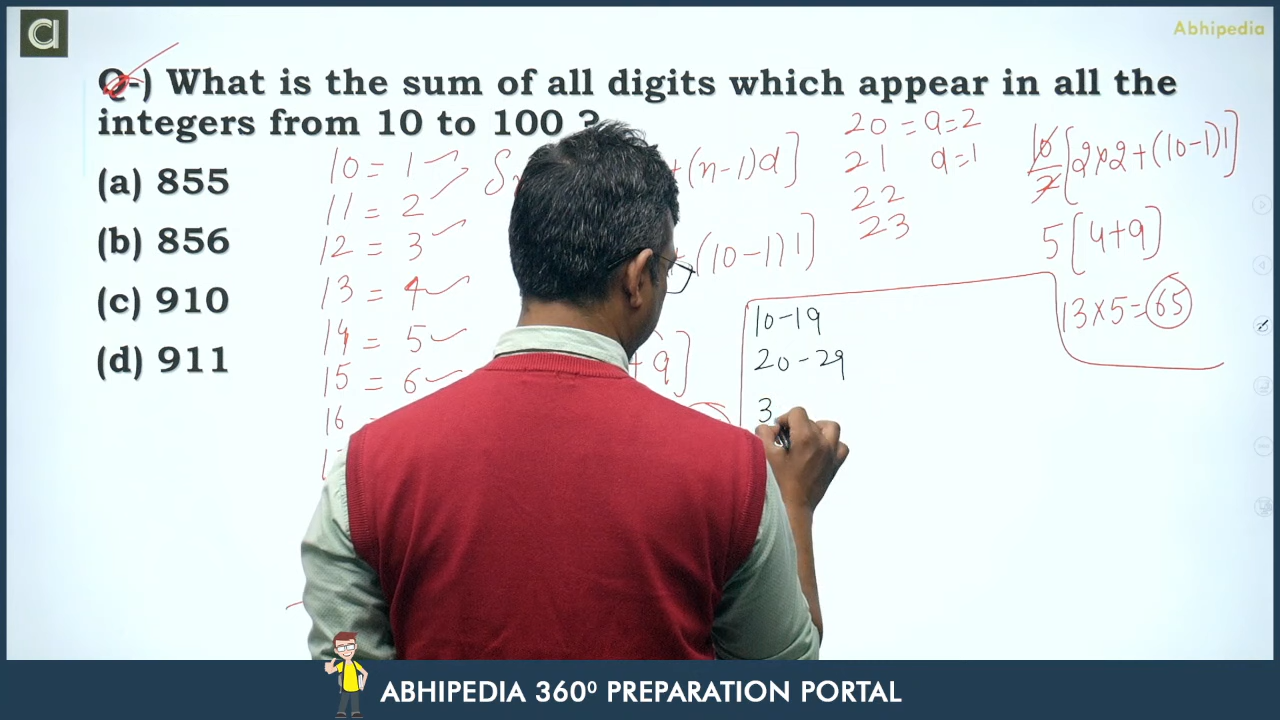 Abhipedia
Q-) What is the sum of all digits which appear in all the
integers from 10 to 100 ?
(a) 855
(b) 856
(c) 910
(d) 911
10 = 1
11 = 2
12 = 3
13 = 4
14 = 5
15 = 6
16
+(n-1)d]
+(10-1)1]
+9]
20 = a=2
21 a=1
22
23
10/2[2×2+(10-1)1]
5[4+9]
13×5=65
10-19
20-29
3
ABHIPEDIA 360⁰ PREPARATION PORTAL